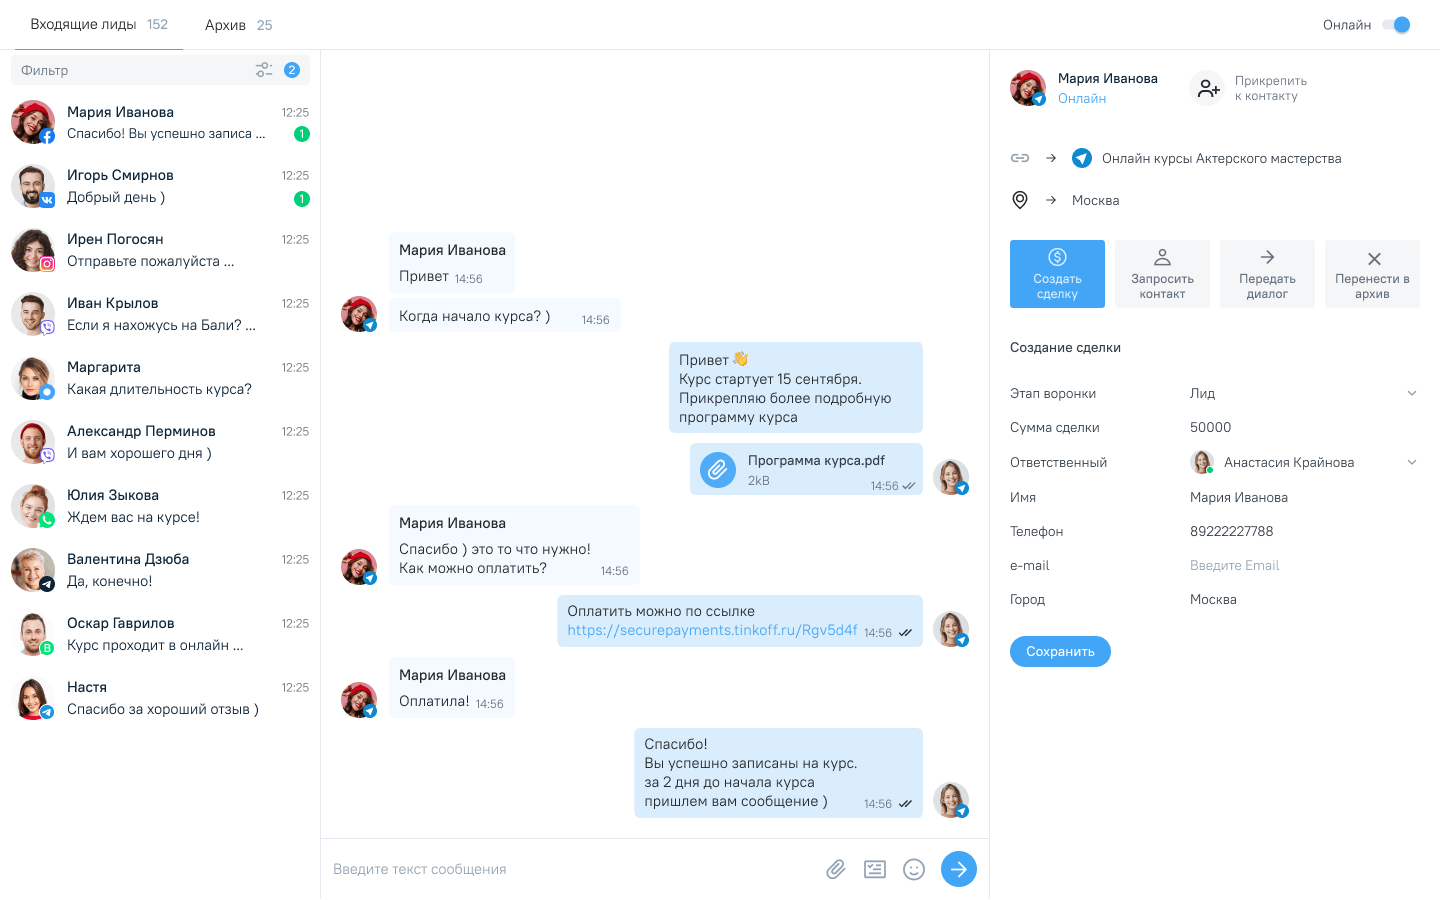 Входящие лиды 152
Архив 25
Онлайн
Фильтр
2
Мария Иванова 12:25
Спасибо! Вы успешно записа ... 1
Игорь Смирнов 12:25
Добрый день ) 1
Ирен Погосян 12:25
Отправьте пожалуйста ...
Иван Крылов 12:25
Если я нахожусь на Бали? ...
Маргарита 12:25
Какая длительность курса?
Александр Перминов 12:25
И вам хорошего дня )
Юлия Зыкова 12:25
Ждем вас на курсе!
Валентина Дзюба 12:25
Да, конечно!
Оскар Гаврилов 12:25
Курс проходит в онлайн ...
Настя 12:25
Спасибо за хороший отзыв )
Мария Иванова
Привет 14:56
Когда начало курса? ) 14:56
Привет 👋
Курс стартует 15 сентября.
Прикрепляю более подробную
программу курса
Программа курса.pdf
2kB 14:56
Мария Иванова
Спасибо ) это то что нужно!
Как можно оплатить? 14:56
Оплатить можно по ссылке
https://securepayments.tinkoff.ru/Rgv5d4f 14:56
Мария Иванова
Оплатила! 14:56
Спасибо!
Вы успешно записаны на курс.
за 2 дня до начала курса
пришлем вам сообщение ) 14:56
Введите текст сообщения
Мария Иванова
Онлайн
Прикрепить
к контакту
Онлайн курсы Актерского мастерства
Москва
Создать
сделку
Запросить
контакт
Передать
диалог
Перенести в
архив
Создание сделки
Этап воронки Лид
Сумма сделки 50000
Ответственный Анастасия Крайнова
Имя Мария Иванова
Телефон 89222227788
e-mail Введите Email
Город Москва
Сохранить